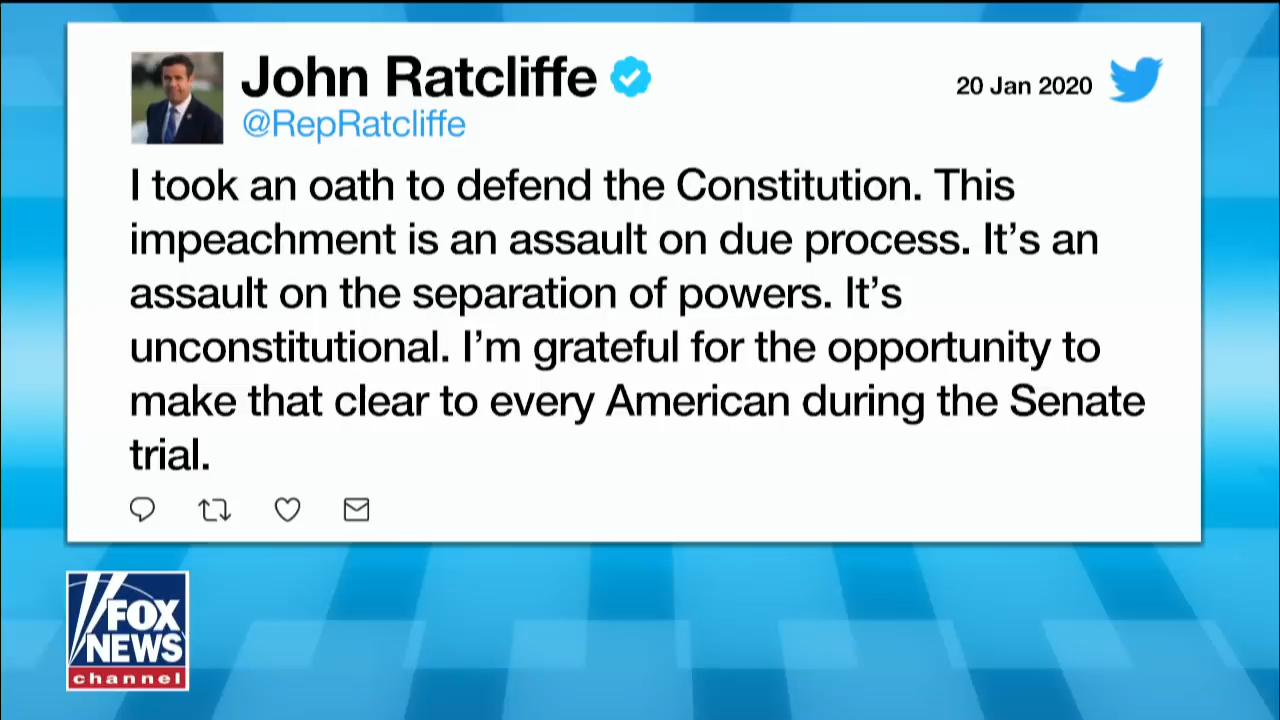 John Ratcliffe
20 Jan 2020
@RepRatcliffe
I took an oath to defend the Constitution. This
impeachment is an assault on due process. It’s an
assault on the separation of powers. It’s
unconstitutional. I’m grateful for the opportunity to
make that clear to every American during the Senate
trial.
FOX
NEWS
channel